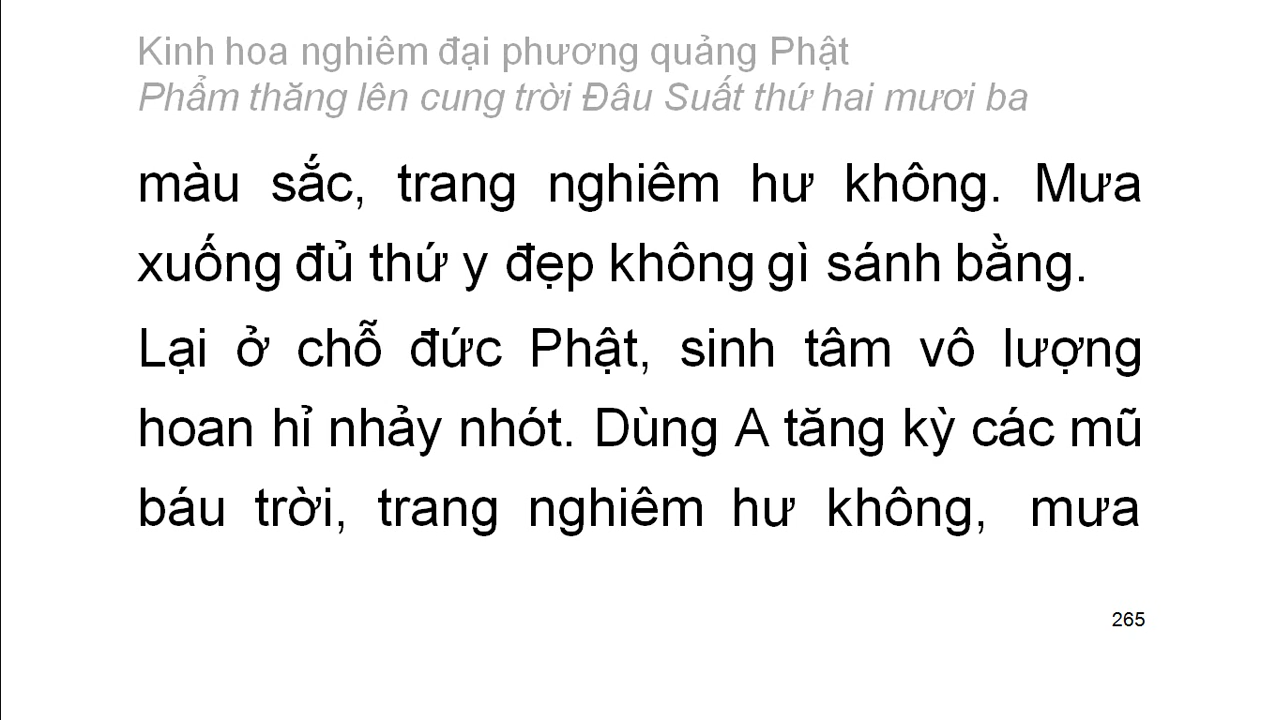 Kinh hoa nghiêm đại phương quảng Phật
Phẩm thăng lên cung trời Đâu Suất thứ hai mươi ba
màu sắc, trang nghiêm hư không. Mưa
xuống đủ thứ y đẹp không gì sánh bằng.
Lại ở chỗ đức Phật, sinh tâm vô lượng
hoan hỉ nhảy nhót. Dùng A tăng kỳ các mũ
báu trời, trang nghiêm hư không, mưa
265